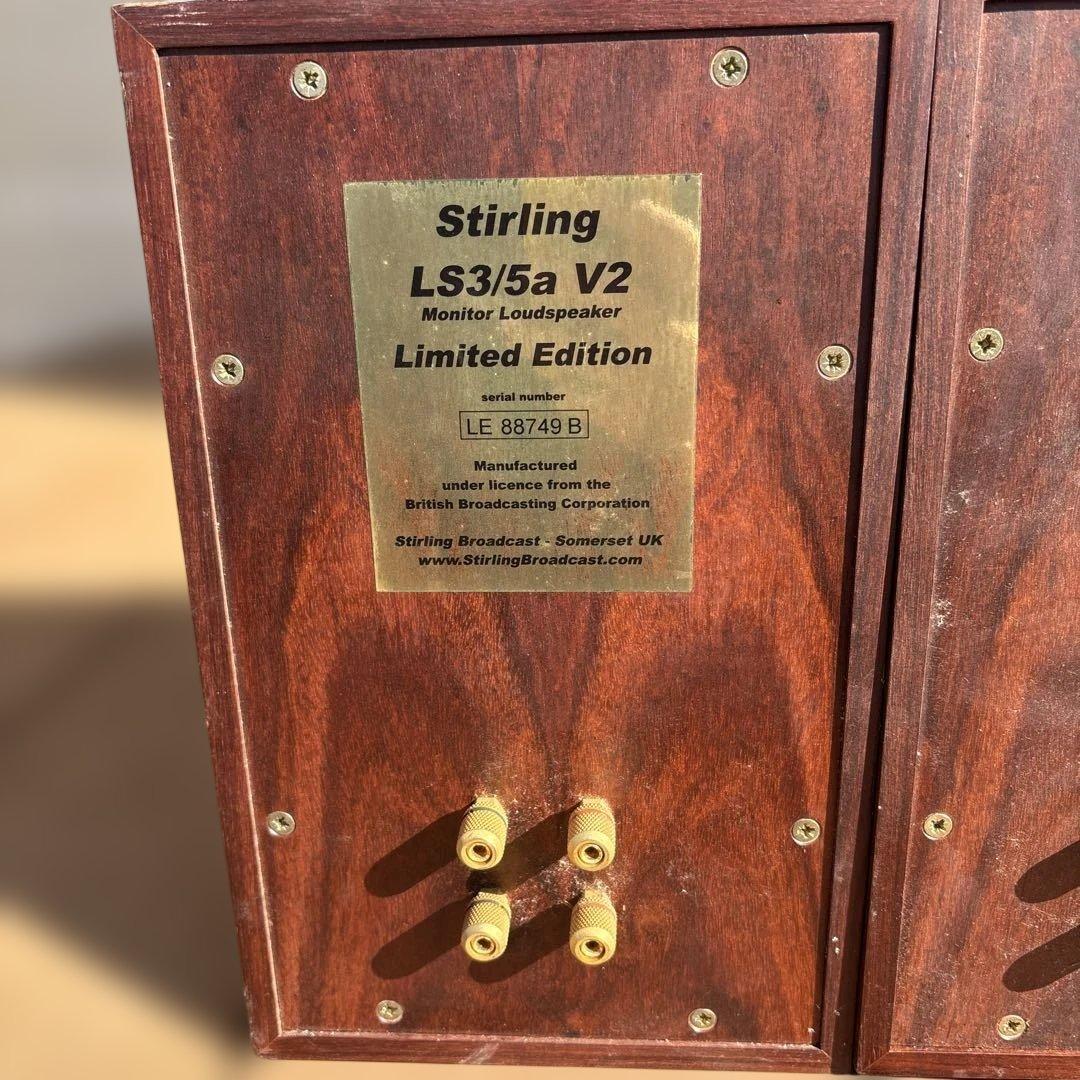 Stirling
LS3/5a V2
Monitor Loudspeaker
Limited Edition
serial number
LE 88749 B
Manufactured
under licence from the
British Broadcasting Corporation
Stirling Broadcast - Somerset UK
www.StirlingBroadcast.com